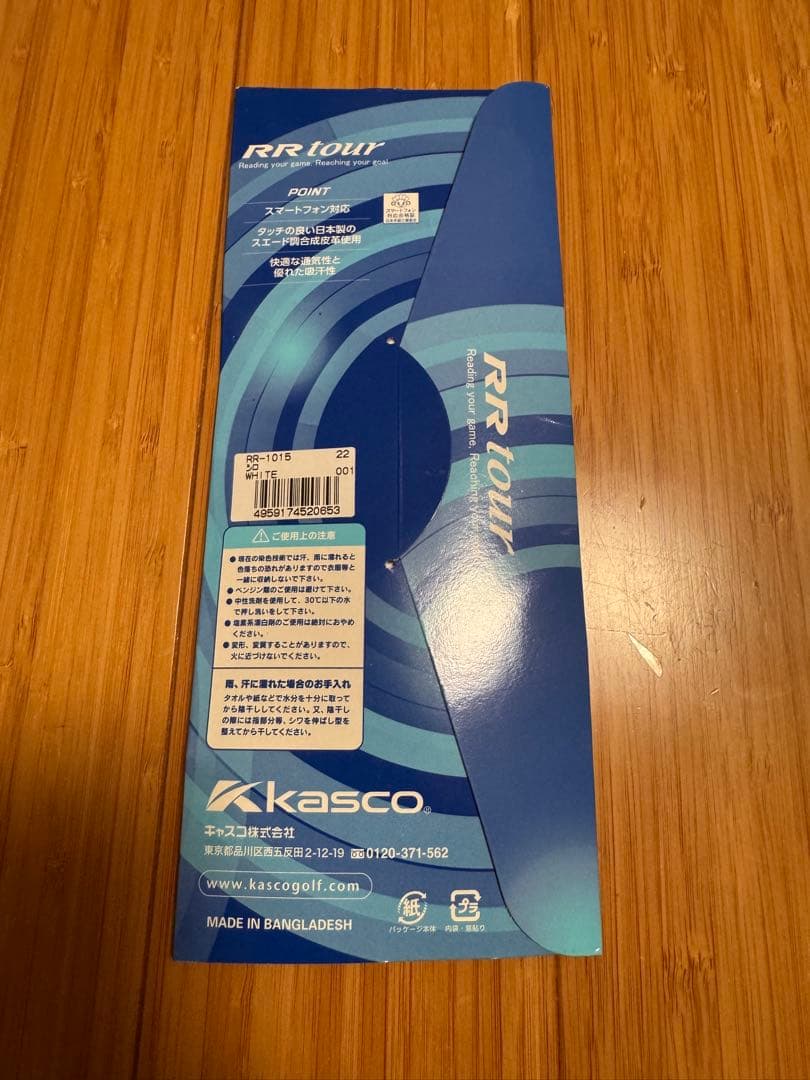 RR tour
Reading your game. Reaching your goal
POINT
スマートフォン対応
タッチの良い日本製の
スエード調合成皮革使用
快適な通気性と
優れた吸汗性
スマートフォン
対応合格製
RR tour
Reading your game. Reaching
RR-1015 22
シロ
WHITE 001
4959174520653
ご使用上の注意
●現在の染色技術では汗、雨に濡れると
色落ちの恐れがありますので衣服等と
一緒に収納しないで下さい。
●ベンジン類のご使用は避けて下さい。
●中性洗剤を使用して、30℃以下の水
で押し洗いをして下さい。
●塩素系漂白剤のご使用は絶対におやめ
ください。
●変形、変質することがありますので、
火に近づけないでください。
雨、汗に濡れた場合のお手入れ
タオルや紙などで水分を十分に取って
から陰干ししてください。又、陰干し
の際には指部分等、シワを伸ばし型を
整えてから干してください。
kasco®
キャスコ株式会社
東京都品川区西五反田2-12-19 0120-371-562
www.kascogolf.com
MADE IN BANGLADESH
紙
パッケージ本体
プラ
内袋・窓貼り